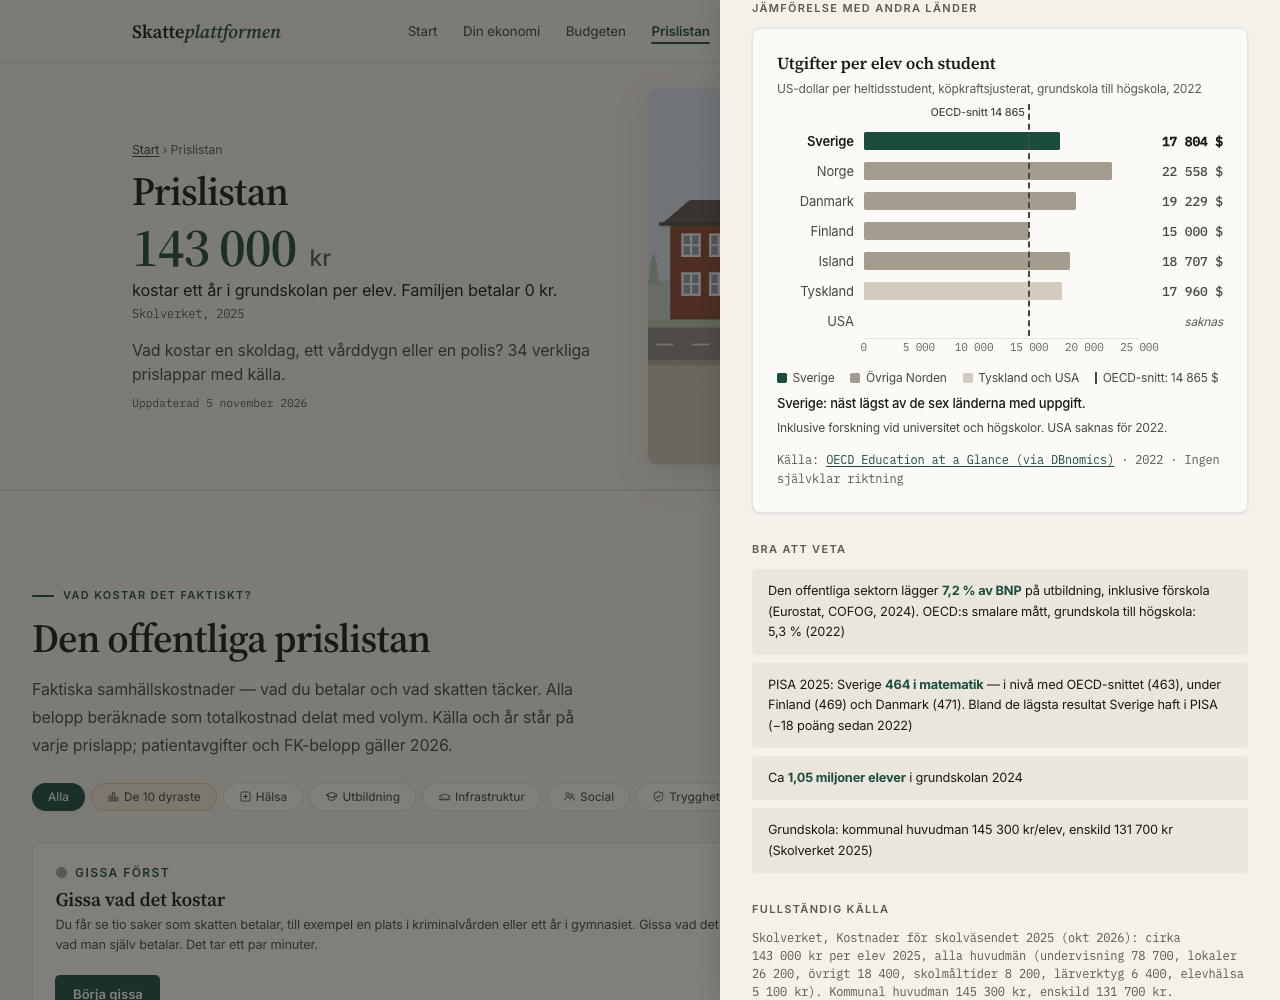 Skatteplattformen
Start
Din ekonomi
Budgeten
Prislistan
Start › Prislistan
Prislistan
143 000 kr
kostar ett år i grundskolan per elev. Familjen betalar 0 kr.
Skolverket, 2025
Vad kostar en skoldag, ett vårddygn eller en polis? 34 verkliga
prislappar med källa.
Uppdaterad 5 november 2026
VAD KOSTAR DET FAKTISKT?
Den offentliga prislistan
Faktiska samhällskostnader — vad du betalar och vad skatten täcker. Alla
belopp beräknade som totalkostnad delat med volym. Källa och år står på
varje prislapp; patientavgifter och FK-belopp gäller 2026.
Alla
De 10 dyraste
Hälsa
Utbildning
Infrastruktur
Social
Trygghet
GISSA FÖRST
Gissa vad det kostar
Du får se tio saker som skatten betalar, till exempel en plats i kriminalvården eller ett år i gymnasiet. Gissa vad det
vad man själv betalar. Det tar ett par minuter.
Börja gissa
JÄMFÖRELSE MED ANDRA LÄNDER
Utgifter per elev och student
US-dollar per heltidsstudent, köpkraftsjusterat, grundskola till högskola, 2022
OECD-snitt 14 865
Sverige 17 804 $
Norge 22 558 $
Danmark 19 229 $
Finland 15 000 $
Island 18 707 $
Tyskland 17 960 $
USA saknas
0 5 000 10 000 15 000 20 000 25 000
Sverige Övriga Norden Tyskland och USA OECD-snitt: 14 865 $
Sverige: näst lägst av de sex länderna med uppgift.
Inklusive forskning vid universitet och högskolor. USA saknas för 2022.
Källa: OECD Education at a Glance (via DBnomics) · 2022 · Ingen
självklar riktning
BRA ATT VETA
Den offentliga sektorn lägger 7,2 % av BNP på utbildning, inklusive förskola
(Eurostat, COFOG, 2024). OECD:s smalare mått, grundskola till högskola:
5,3 % (2022)
PISA 2025: Sverige 464 i matematik — i nivå med OECD-snittet (463), under
Finland (469) och Danmark (471). Bland de lägsta resultat Sverige haft i PISA
(−18 poäng sedan 2022)
Ca 1,05 miljoner elever i grundskolan 2024
Grundskola: kommunal huvudman 145 300 kr/elev, enskild 131 700 kr
(Skolverket 2025)
FULLSTÄNDIG KÄLLA
Skolverket, Kostnader för skolväsendet 2025 (okt 2026): cirka
143 000 kr per elev 2025, alla huvudmän (undervisning 78 700, lokaler
26 200, övrigt 18 400, skolmåltider 8 200, lärverktyg 6 400, elevhälsa
5 100 kr). Kommunal huvudman 145 300 kr, enskild 131 700 kr.